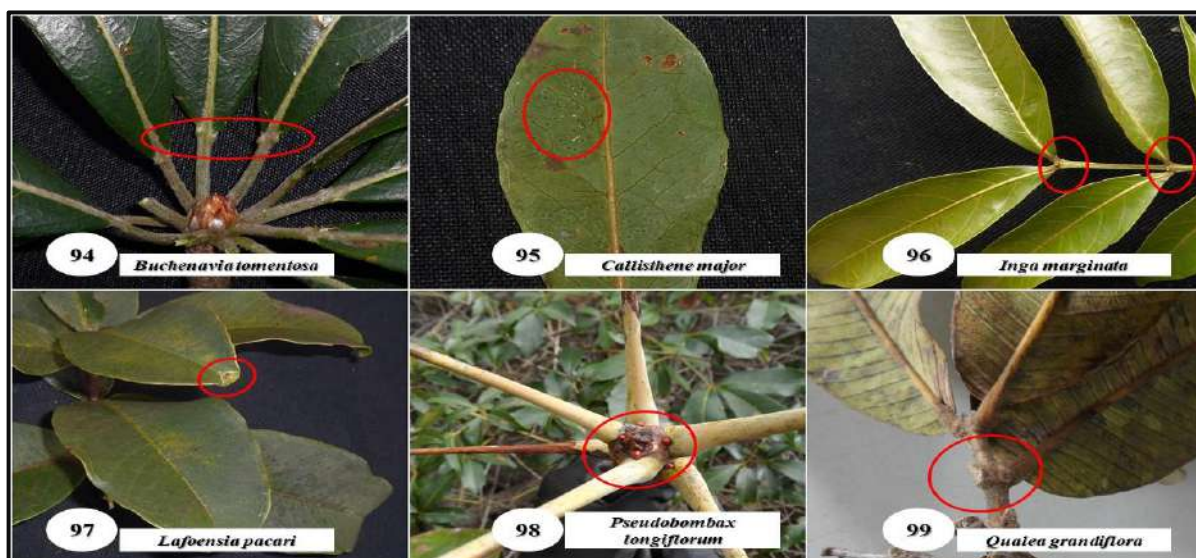 94
Buchenavia tomentosa
95
Callisthene major
96
Inga marginata
97
Lafoensia pacari
98
Pseudobombax
longiflorum
99
Qualea grandiflora